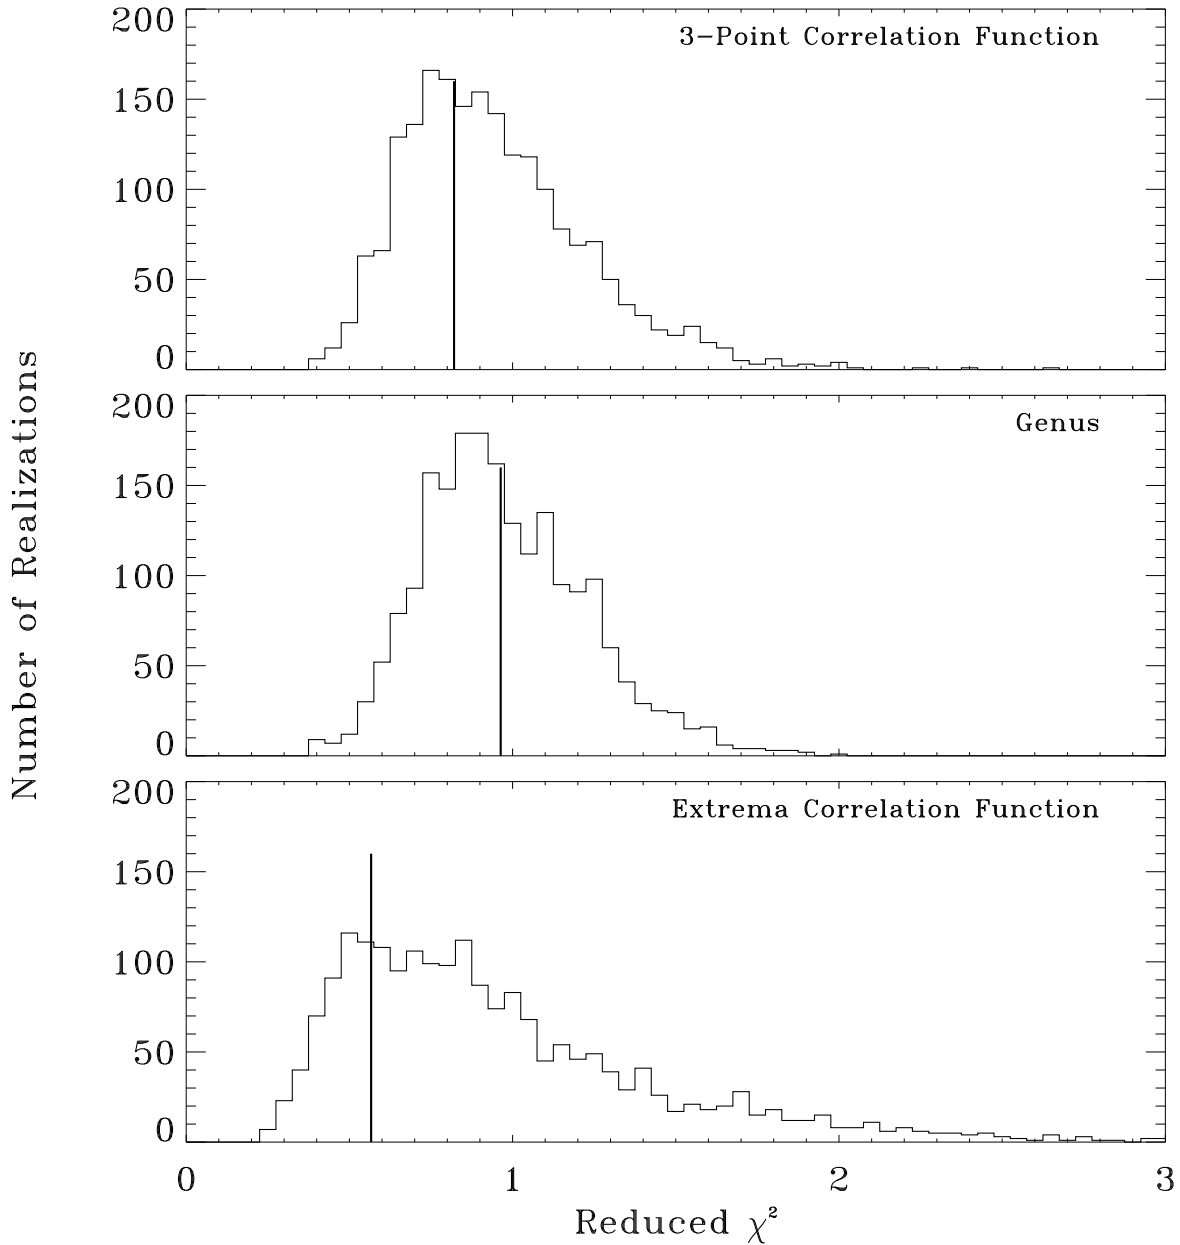 3-Point Correlation Function
200
150
100
50
0
Genus
200
150
100
50
0
Extrema Correlation Function
200
150
100
50
0
0 1 2 3
Reduced χ²
Number of Realizations